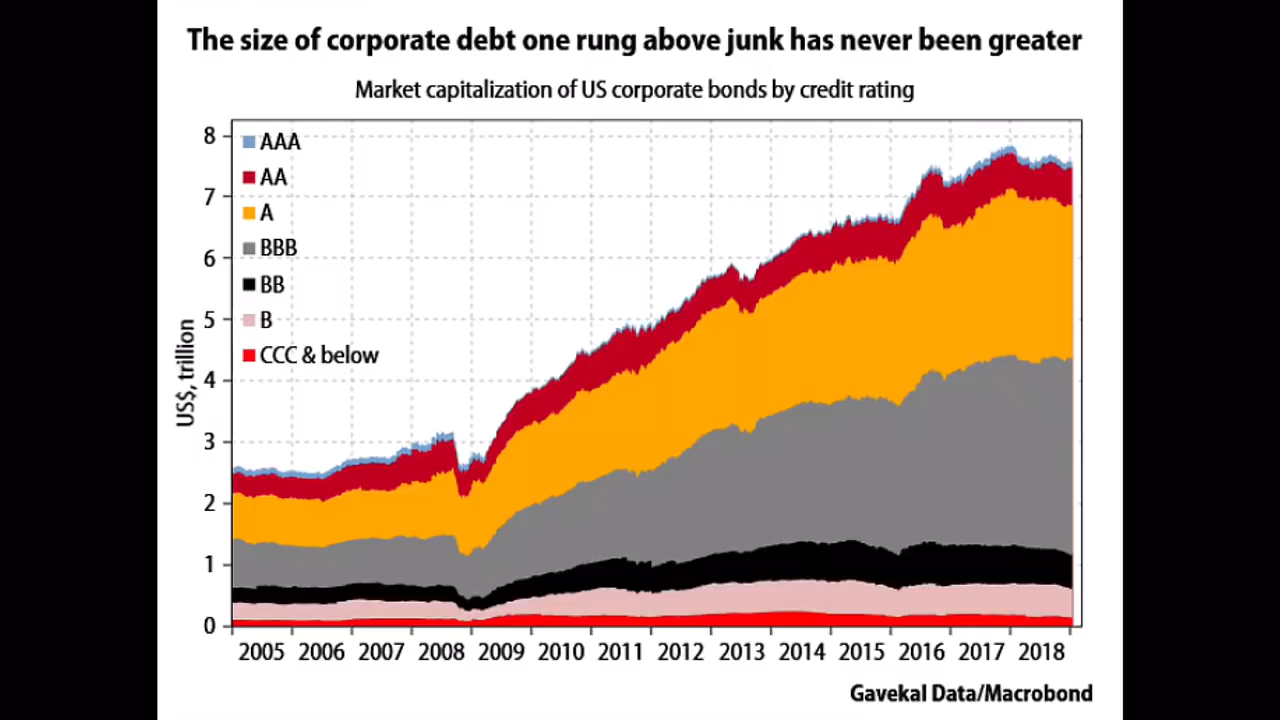 The size of corporate debt one rung above junk has never been greater
Market capitalization of US corporate bonds by credit rating
US$, trillion
8
7
6
5
4
3
2
1
0
AAA
AA
A
BBB
BB
B
CCC & below
2005 2006 2007 2008 2009 2010 2011 2012 2013 2014 2015 2016 2017 2018
Gavekal Data/Macrobond